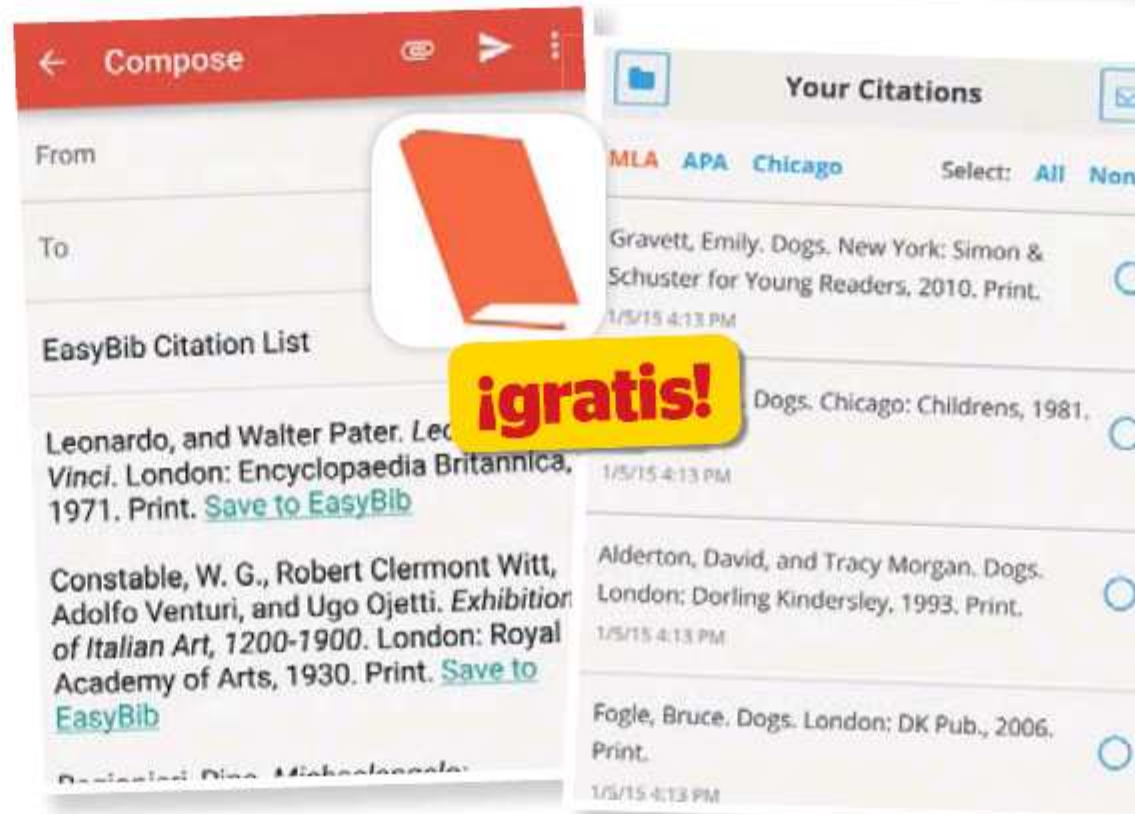 Compose
From
To
EasyBib Citation List
Leonardo, and Walter Pater.
Vinci. London: Encyclopaedia Britannica,
1971. Print. Save to EasyBib
Constable, W. G., Robert Clermont Witt,
Adolfo Venturi, and Ugo Ojetti. Exhibition
of Italian Art, 1200-1900. London: Royal
Academy of Arts, 1930. Print. Save to
EasyBib
¡gratis!
Your Citations
MLA APA Chicago Select: All
Gravett, Emily. Dogs. New York: Simon &
Schuster for Young Readers, 2010. Print.
1/5/15 4:13 PM
Dogs. Chicago: Childrens, 1981.
1/5/15 4:13 PM
Alderton, David, and Tracy Morgan. Dogs.
London: Dorling Kindersley, 1993. Print.
1/5/15 4:13 PM
Fogle, Bruce. Dogs. London: DK Pub., 2006.
Print.
1/5/15 4:13 PM